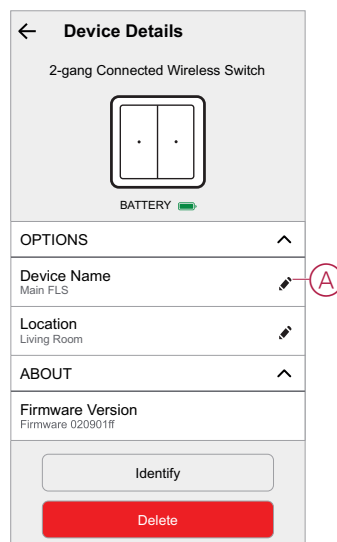 Device Details
2-gang Connected Wireless Switch
BATTERY
OPTIONS
Device Name
Main FLS
A
Location
Living Room
ABOUT
Firmware Version
Firmware 020901ff
Identify
Delete